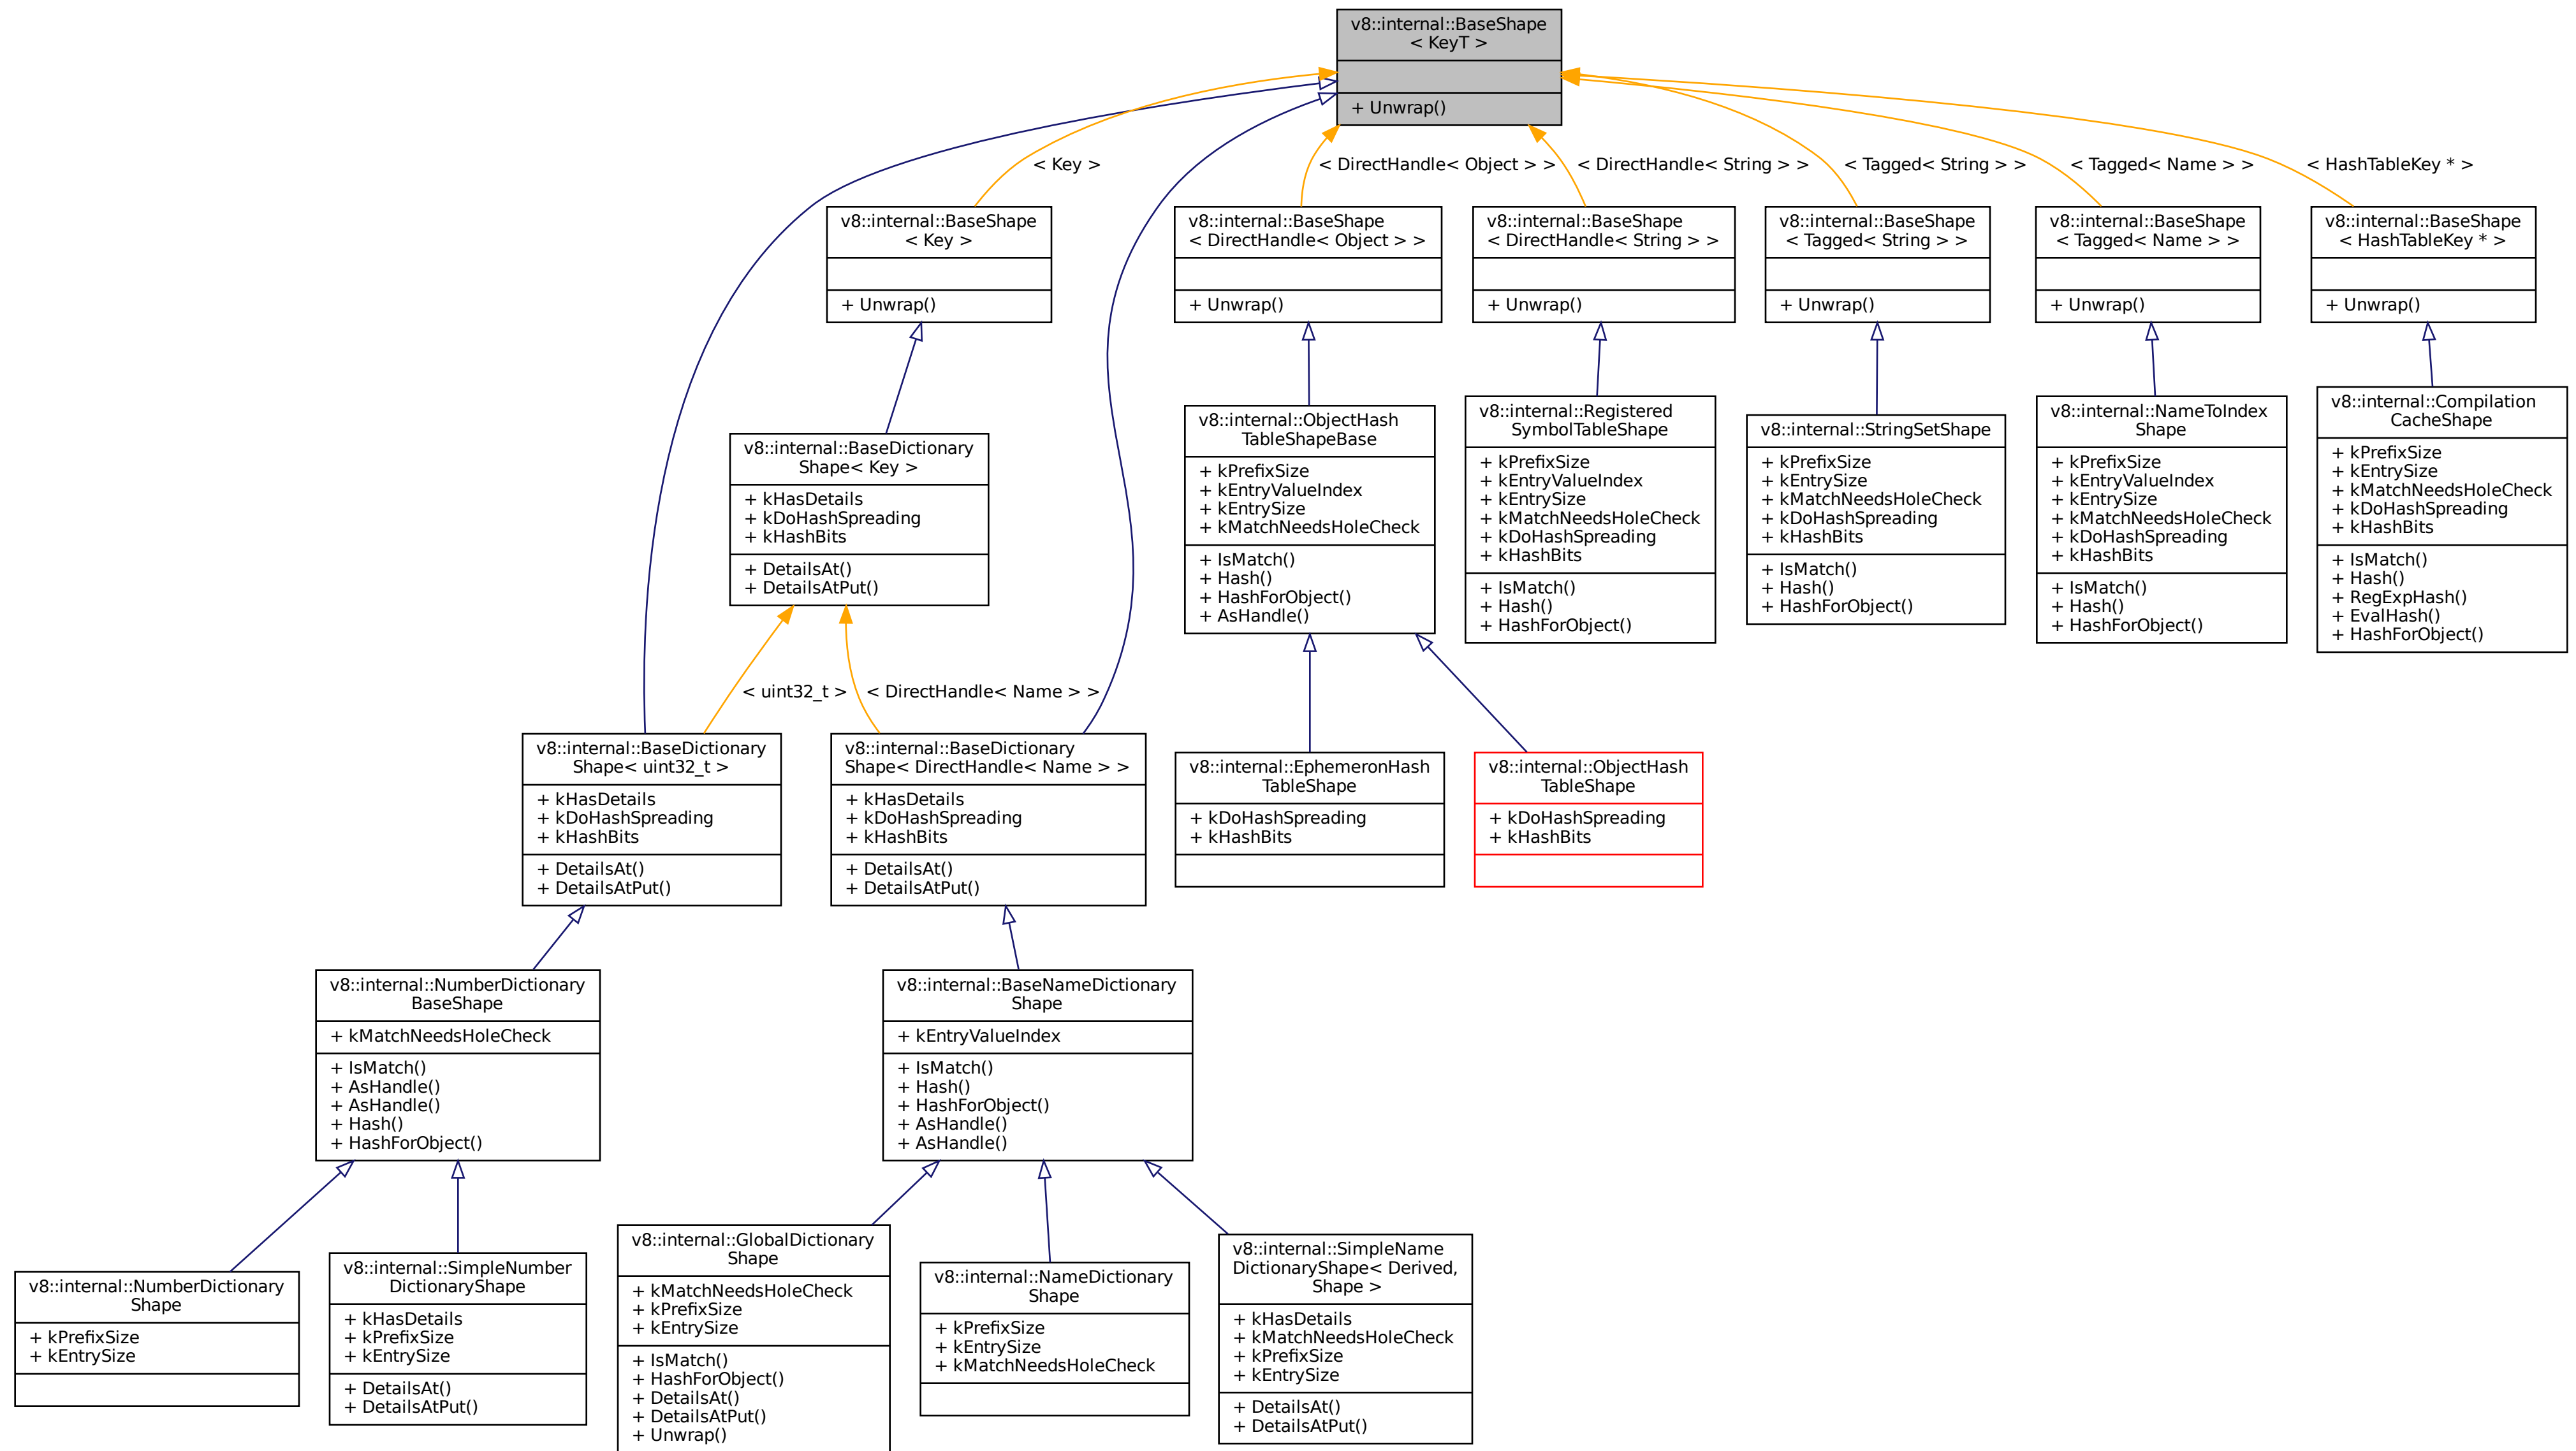 v8::internal::BaseShape
< KeyT >
+ Unwrap()
< Key >
< DirectHandle< Object > >
< DirectHandle< String > >
< Tagged< String > >
< Tagged< Name > >
< HashTableKey * >
v8::internal::BaseShape
< Key >
+ Unwrap()
v8::internal::BaseShape
< DirectHandle< Object > >
+ Unwrap()
v8::internal::BaseShape
< DirectHandle< String > >
+ Unwrap()
v8::internal::BaseShape
< Tagged< String > >
+ Unwrap()
v8::internal::BaseShape
< Tagged< Name > >
+ Unwrap()
v8::internal::BaseShape
< HashTableKey * >
+ Unwrap()
v8::internal::BaseDictionary
Shape< Key >
+ kHasDetails
+ kDoHashSpreading
+ kHashBits
+ DetailsAt()
+ DetailsAtPut()
v8::internal::ObjectHash
TableShapeBase
+ kPrefixSize
+ kEntryValueIndex
+ kEntrySize
+ kMatchNeedsHoleCheck
+ IsMatch()
+ Hash()
+ HashForObject()
+ AsHandle()
v8::internal::Registered
SymbolTableShape
+ kPrefixSize
+ kEntryValueIndex
+ kEntrySize
+ kMatchNeedsHoleCheck
+ kDoHashSpreading
+ kHashBits
+ IsMatch()
+ Hash()
+ HashForObject()
v8::internal::StringSetShape
+ kPrefixSize
+ kEntrySize
+ kMatchNeedsHoleCheck
+ kDoHashSpreading
+ kHashBits
+ IsMatch()
+ Hash()
+ HashForObject()
v8::internal::NameToIndex
Shape
+ kPrefixSize
+ kEntryValueIndex
+ kEntrySize
+ kMatchNeedsHoleCheck
+ kDoHashSpreading
+ kHashBits
+ IsMatch()
+ Hash()
+ HashForObject()
v8::internal::Compilation
CacheShape
+ kPrefixSize
+ kEntrySize
+ kMatchNeedsHoleCheck
+ kDoHashSpreading
+ kHashBits
+ IsMatch()
+ Hash()
+ RegExpHash()
+ EvalHash()
+ HashForObject()
< uint32_t >
< DirectHandle< Name > >
v8::internal::BaseDictionary
Shape< uint32_t >
+ kHasDetails
+ kDoHashSpreading
+ kHashBits
+ DetailsAt()
+ DetailsAtPut()
v8::internal::BaseDictionary
Shape< DirectHandle< Name > >
+ kHasDetails
+ kDoHashSpreading
+ kHashBits
+ DetailsAt()
+ DetailsAtPut()
v8::internal::EphemeronHash
TableShape
+ kDoHashSpreading
+ kHashBits
v8::internal::ObjectHash
TableShape
+ kDoHashSpreading
+ kHashBits
v8::internal::NumberDictionary
BaseShape
+ kMatchNeedsHoleCheck
+ IsMatch()
+ AsHandle()
+ AsHandle()
+ Hash()
+ HashForObject()
v8::internal::BaseNameDictionary
Shape
+ kEntryValueIndex
+ IsMatch()
+ Hash()
+ HashForObject()
+ AsHandle()
+ AsHandle()
v8::internal::NumberDictionary
Shape
+ kPrefixSize
+ kEntrySize
v8::internal::SimpleNumber
DictionaryShape
+ kHasDetails
+ kPrefixSize
+ kEntrySize
+ DetailsAt()
+ DetailsAtPut()
v8::internal::GlobalDictionary
Shape
+ kMatchNeedsHoleCheck
+ kPrefixSize
+ kEntrySize
+ IsMatch()
+ HashForObject()
+ DetailsAt()
+ DetailsAtPut()
+ Unwrap()
v8::internal::NameDictionary
Shape
+ kPrefixSize
+ kEntrySize
+ kMatchNeedsHoleCheck
v8::internal::SimpleName
DictionaryShape< Derived,
Shape >
+ kHasDetails
+ kMatchNeedsHoleCheck
+ kPrefixSize
+ kEntrySize
+ DetailsAt()
+ DetailsAtPut()